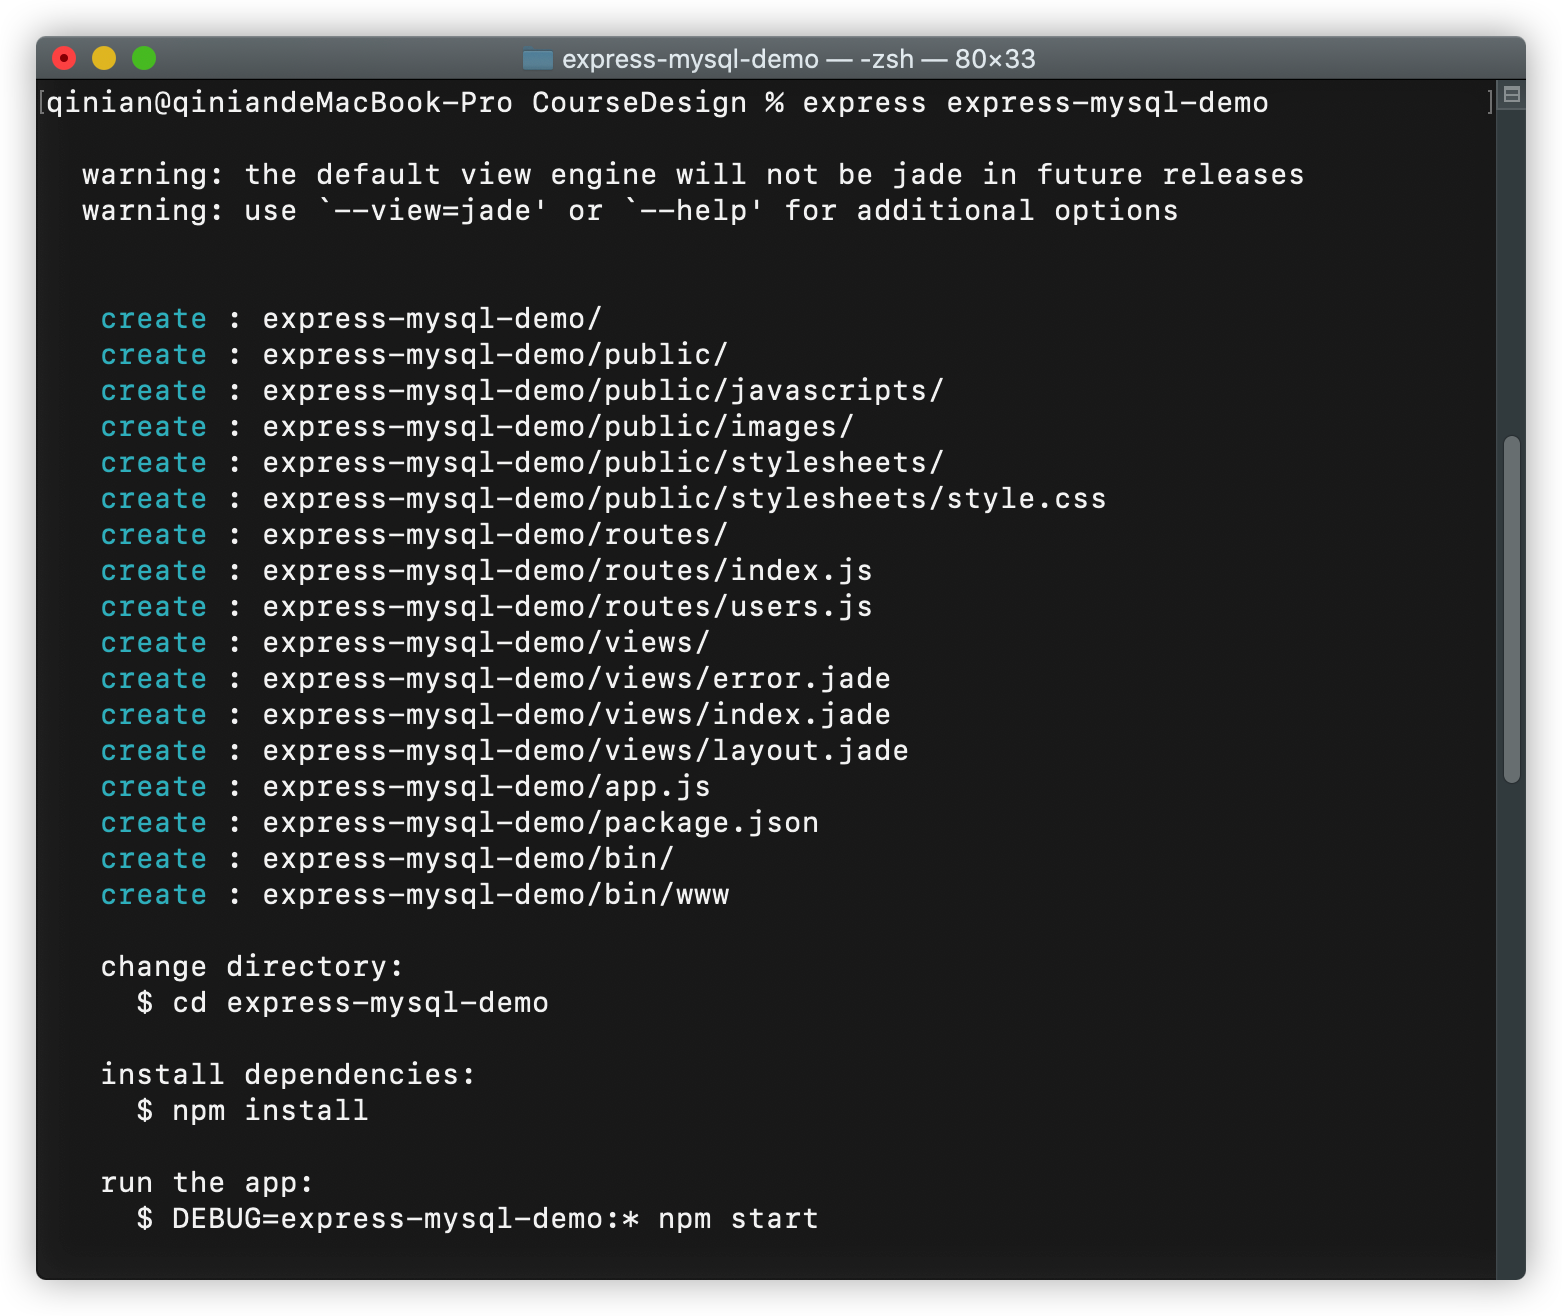 express-mysql-demo — -zsh — 80×33
[qinian@qiniandeMacBook-Pro CourseDesign % express express-mysql-demo ]
warning: the default view engine will not be jade in future releases
warning: use `--view=jade' or `--help' for additional options
create : express-mysql-demo/
create : express-mysql-demo/public/
create : express-mysql-demo/public/javascripts/
create : express-mysql-demo/public/images/
create : express-mysql-demo/public/stylesheets/
create : express-mysql-demo/public/stylesheets/style.css
create : express-mysql-demo/routes/
create : express-mysql-demo/routes/index.js
create : express-mysql-demo/routes/users.js
create : express-mysql-demo/views/
create : express-mysql-demo/views/error.jade
create : express-mysql-demo/views/index.jade
create : express-mysql-demo/views/layout.jade
create : express-mysql-demo/app.js
create : express-mysql-demo/package.json
create : express-mysql-demo/bin/
create : express-mysql-demo/bin/www
change directory:
$ cd express-mysql-demo
install dependencies:
$ npm install
run the app:
$ DEBUG=express-mysql-demo:* npm start